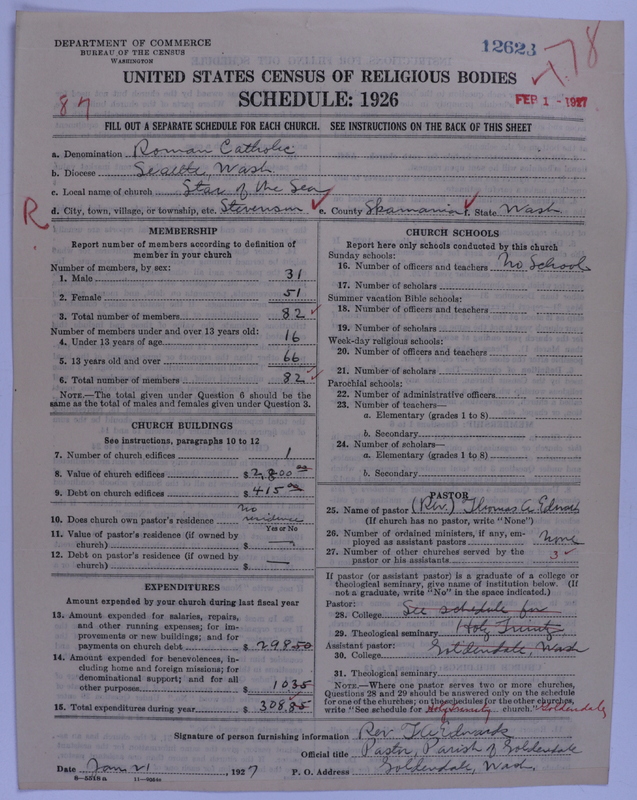 DEPARTMENT OF COMMERCE
BUREAU OF THE CENSUS
WASHINGTON
12623
178
UNITED STATES CENSUS OF RELIGIOUS BODIES
87
SCHEDULE: 1926
FEB 1 - 1927
FILL OUT A SEPARATE SCHEDULE FOR EACH CHURCH. SEE INSTRUCTIONS ON THE BACK OF THIS SHEET
a. Denomination Roman Catholic
b. Diocese Seattle, Wash
c. Local name of church Star of the Sea
R. d. City, town, village, or township, etc. Stevenson e. County Skamania f. State Wash
MEMBERSHIP
Report number of members according to definition of member in your church
Number of members, by sex:
1. Male 31
2. Female 51
3. Total number of members 82
Number of members under and over 13 years old:
4. Under 13 years of age 16
5. 13 years old and over 66
6. Total number of members 82
NOTE.—The total given under Question 6 should be the
same as the total of males and females given under Question 3.
CHURCH BUILDINGS
See instructions, paragraphs 10 to 12
7. Number of church edifices 1
8. Value of church edifices $ 2,800 00
9. Debt on church edifices $ 415 00
10. Does church own pastor's residence no residence
Yes or No
11. Value of pastor's residence (if owned by
church) $ —
12. Debt on pastor's residence (if owned by
church) $ —
EXPENDITURES
Amount expended by your church during last fiscal year
13. Amount expended for salaries, repairs,
and other running expenses; for im-
provements or new buildings; and for
payments on church debt $ 298 50
14. Amount expended for benevolences, in-
cluding home and foreign missions; for
denominational support; and for all
other purposes $ 10 35
15. Total expenditures during year $ 308 85
CHURCH SCHOOLS
Report here only schools conducted by this church
Sunday schools:
16. Number of officers and teachers No School
17. Number of scholars
Summer vacation Bible schools:
18. Number of officers and teachers
19. Number of scholars
Week-day religious schools:
20. Number of officers and teachers
21. Number of scholars
Parochial schools:
22. Number of administrative officers
23. Number of teachers—
a. Elementary (grades 1 to 8)
b. Secondary
24. Number of scholars—
a. Elementary (grades 1 to 8)
b. Secondary
PASTOR
25. Name of pastor (Rev.) Thomas A. Edwards
(If church has no pastor, write "None")
26. Number of ordained ministers, if any, em-
ployed as assistant pastors None
27. Number of other churches served by the
pastor or his assistants 3
If pastor (or assistant pastor) is a graduate of a college or
theological seminary, give name of institution below. (If
not a graduate, write "No" in the space indicated.)
Pastor:
28. College See schedule for
29. Theological seminary Holy Trinity
Assistant pastor: Goldendale, Wash
30. College
31. Theological seminary
NOTE.—Where one pastor serves two or more churches,
Questions 28 and 29 should be answered only on the schedule
for one of the churches; on the schedules for the other churches,
write "See schedule for Holy Trinity church." Goldendale
Signature of person furnishing information Rev. T. A. Edwards
Official title Pastor, Parish of Goldendale
Date Jan 21, 1927 P. O. Address Goldendale, Wash
8-5518 a